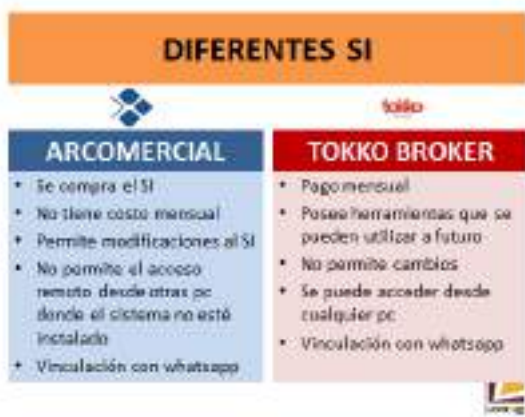 DIFERENTES SI
tokko
ARCOMERCIAL
• Se compra el SI
• No tiene costo mensual
• Permite modificaciones al SI
• No permite el acceso
remoto desde otras pc
donde el sistema no esté
instalado
• Vinculación con whatsapp
TOKKO BROKER
• Pago mensual
• Posee herramientas que se
pueden utilizar a futuro
• No permite cambios
• Se puede acceder desde
cualquier pc
• Vinculación con whatsapp